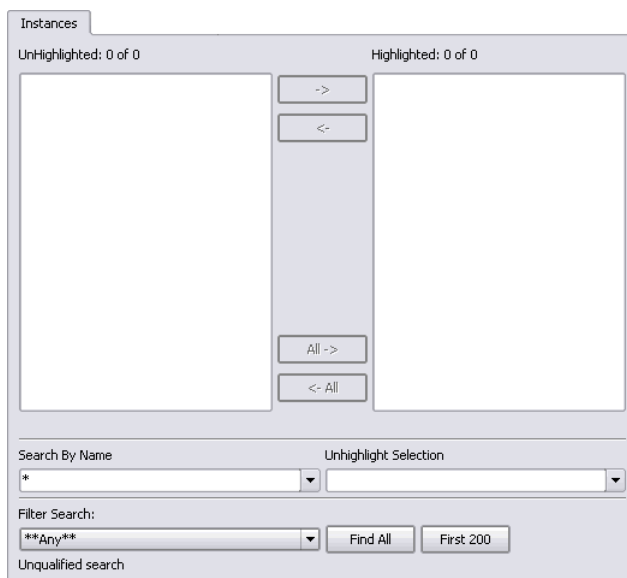 Instances
UnHighlighted: 0 of 0 Highlighted: 0 of 0
->
<-
All ->
<- All
Search By Name Unhighlight Selection
*
Filter Search:
**Any** Find All First 200
Unqualified search